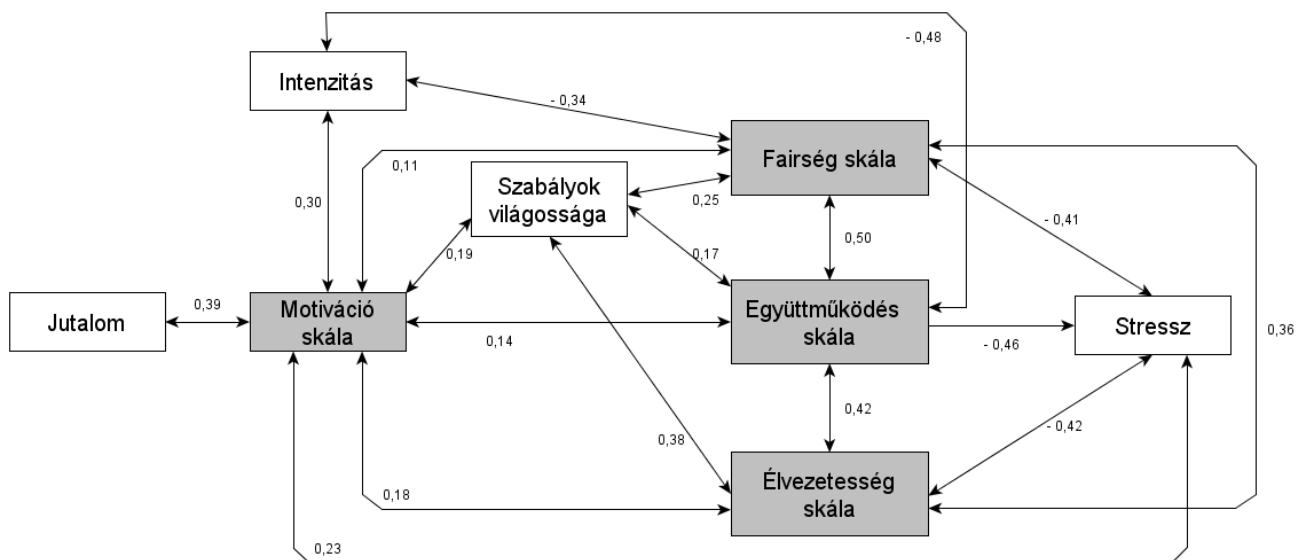 - 0,48
Intenzitás
- 0,34
Fairség skála
0,11
Szabályok
világossága
0,25
0,30
- 0,41
0,19
0,17
0,50
Jutalom
0,39
Motiváció
skála
0,14
Együttműködés
skála
- 0,46
Stressz
0,36
0,42
0,38
- 0,42
Élvezetesség
skála
0,18
0,23